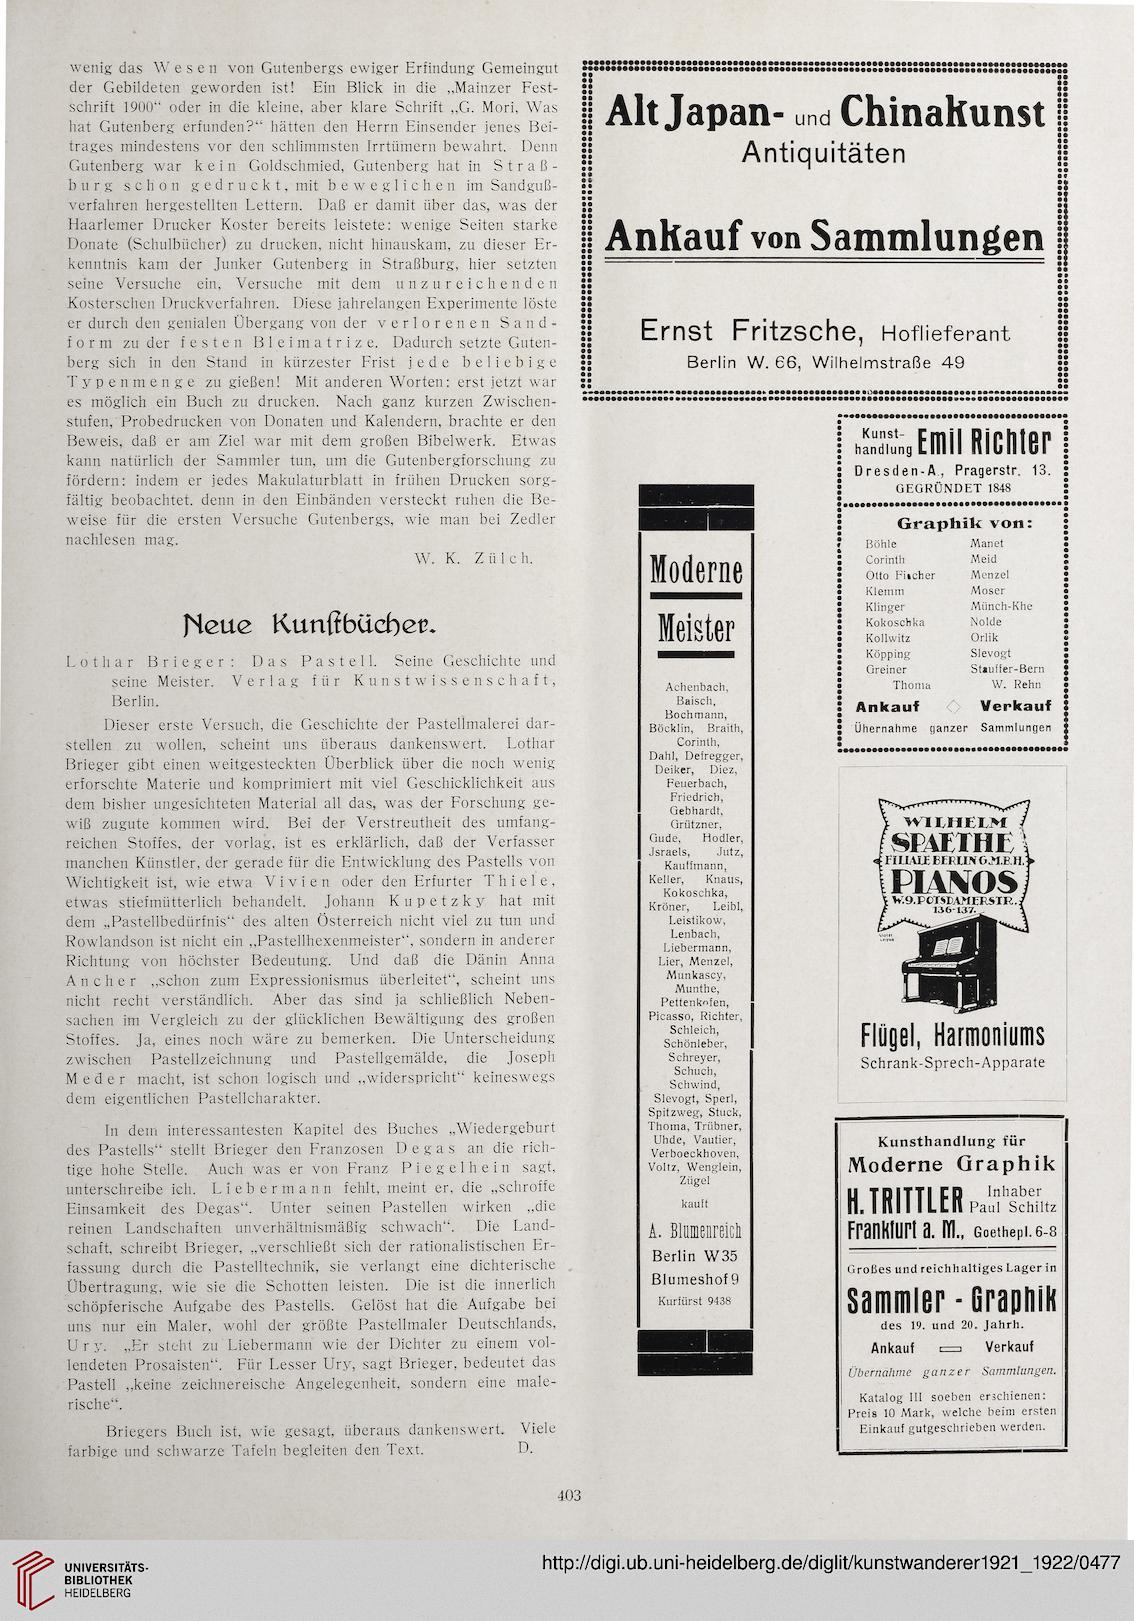 wenig das Wesen von Gutenbergs ewiger Erfindung Gemeingut
der Gebildeten geworden ist! Ein Blick in die „Mainzer Fest-
schrift 1900“ oder in die kleine, aber klare Schrift „G. Mori, Was
hat Gutenberg erfunden?“ hätten den Herrn Einsender jenes Bei-
trages mindestens vor den schlimmsten Irrtümern bewahrt. Denn
Gutenberg war kein Goldschmied, Gutenberg hat in Straß-
burg schon gedruckt, mit beweglichen im Sandguß-
verfahren hergestellten Lettern. Daß er damit über das, was der
Haarlemer Drucker Koster bereits leistete: wenige Seiten starke
Donate (Schulbücher) zu drucken, nicht hinauskam, zu dieser Er-
kenntnis kam der Junker Gutenberg in Straßburg, hier setzten
seine Versuche ein, Versuche mit dem unzureichenden
Kosterschen Druckverfahren. Diese jahrelangen Experimente löste
er durch den genialen Übergang von der verlorenen Sand-
form zu der festen Bleimatrize. Dadurch setzte Guten-
berg sich in den Stand in kürzester Frist jede beliebige
Typenmenge zu gießen! Mit anderen Worten: erst jetzt war
es möglich ein Buch zu drucken. Nach ganz kurzen Zwischen-
stufen, Probedrucken von Donaten und Kalendern, brachte er den
Beweis, daß er am Ziel war mit dem großen Bibelwerk. Etwas
kann natürlich der Sammler tun, um die Gutenbergforschung zu
fördern: indem er jedes Makulaturblatt in frühen Drucken sorg-
fältig beobachtet, denn in den Einbänden versteckt ruhen die Be-
weise für die ersten Versuche Gutenbergs, wie man bei Zedler
nachlesen mag.
W. K. Zülch.
Neue Kunstbücher.
Lothar Brieger: Das Pastell. Seine Geschichte und
seine Meister. Verlag für Kunstwissenschaft,
Berlin.
Dieser erste Versuch, die Geschichte der Pastellmalerei dar-
stellen zu wollen, scheint uns überaus dankenswert. Lothar
Brieger gibt einen weitgesteckten Überblick über die noch wenig
erforschte Materie und komprimiert mit viel Geschicklichkeit aus
dem bisher ungesichteten Material all das, was der Forschung ge-
wiß zugute kommen wird. Bei der Verstreutheit des umfang-
reichen Stoffes, der vorlag, ist es erklärlich, daß der Verfasser
manchen Künstler, der gerade für die Entwicklung des Pastells von
Wichtigkeit ist, wie etwa Vivien oder den Erfurter Thiele,
etwas stiefmütterlich behandelt. Johann Kupetzky hat mit
dem „Pastellbedürfnis“ des alten Österreich nicht viel zu tun und
Rowlandson ist nicht ein „Pastellhexenmeister“, sondern in anderer
Richtung von höchster Bedeutung. Und daß die Dänin Anna
Ancher „schon zum Expressionismus überleitet“, scheint uns
nicht recht verständlich. Aber das sind ja schließlich Neben-
sachen im Vergleich zu der glücklichen Bewältigung des großen
Stoffes. Ja, eines noch wäre zu bemerken. Die Unterscheidung
zwischen Pastellzeichnung und Pastellgemälde, die Joseph
Meder macht, ist schon logisch und „widerspricht“ keineswegs
dem eigentlichen Pastellcharakter.
In dem interessantesten Kapitel des Buches „Wiedergeburt
des Pastells“ stellt Brieger den Franzosen Degas an die rich-
tige hohe Stelle. Auch was er von Franz Piegelhein sagt,
unterschreibe ich. Liebermann fehlt, meint er, die „schroffe
Einsamkeit des Degas“. Unter seinen Pastellen wirken „die
reinen Landschaften unverhältnismäßig schwach“. Die Land-
schaft, schreibt Brieger, „verschließt sich der rationalistischen Er-
fassung durch die Pastelltechnik, sie verlangt eine dichterische
Übertragung, wie sie die Schotten leisten. Die ist die innerlich
schöpferische Aufgabe des Pastells. Gelöst hat die Aufgabe bei
uns nur ein Maler, wohl der größte Pastellmaler Deutschlands,
Ury. „Er steht zu Liebermann wie der Dichter zu einem vol-
lendeten Prosaisten“. Für Lesser Ury, sagt Brieger, bedeutet das
Pastell „keine zeichnereische Angelegenheit, sondern eine male-
rische“.
Briegers Buch ist, wie gesagt, überaus dankenswert. Viele
farbige und schwarze Tafeln begleiten den Text. D.
Alt Japan- und Chinakunst
Antiquitäten
Ankauf von Sammlungen
Ernst Fritzsche, Hoflieferant
Berlin W. 66, Wilhelmstraße 49
Moderne
Meister
Achenbach,
Baisch,
Bochmann,
Böcklin, Braith,
Corinth,
Dahl, Defregger,
Deiker, Diez,
Feuerbach,
Friedrich,
Gebhardt,
Grützner,
Gude, Hodler,
Jsraels, Jutz,
Kauffmann,
Keller, Knaus,
Kokoschka,
Kröner, Leibl,
Leistikow,
Lenbach,
Liebermann,
Lier, Menzel,
Munkascy,
Munthe,
Pettenkofen,
Picasso, Richter,
Schleich,
Schönleber,
Schreyer,
Schuch,
Schwind,
Slevogt, Sperl,
Spitzweg, Stuck,
Thoma, Trübner,
Uhde, Vautier,
Verboeckhoven,
Voltz, Wenglein,
Zügel
kauft
A. Blumenreich
Berlin W35
Blumeshof 9
Kurfürst 9438
Kunst-
handlung Emil Richter
Dresden-A., Pragerstr. 13.
GEGRÜNDET 1848
Graphik von:
Böhle Manet
Corinth Meid
Otto Fischer Menzel
Klemm Moser
Klinger Münch-Khe
Kokoschka Nolde
Kollwitz Orlik
Köpping Slevogt
Greiner Stauffer-Bern
Thoma W. Rehn
Ankauf ◇ Verkauf
Übernahme ganzer Sammlungen
WILHELM
SPAETHE
FILIALE BERLIN G.M.B.H.
PIANOS
W.9. POTSDAMERSTR.
136-137.
Flügel, Harmoniums
Schrank-Sprech-Apparate
Kunsthandlung für
Moderne Graphik
H. TRITTLER Inhaber
Paul Schiltz
Frankfurt a. M., Goethepl. 6-8
Großes und reichhaltiges Lager in
Sammler - Graphik
des 19. und 20. Jahrh.
Ankauf Verkauf
Übernahme ganzer Sammlungen.
Katalog III soeben erschienen:
Preis 10 Mark, welche beim ersten
Einkauf gutgeschrieben werden.
403
UNIVERSITÄTS-
BIBLIOTHEK
HEIDELBERG
http://digi.ub.uni-heidelberg.de/diglit/kunstwanderer1921_1922/0477